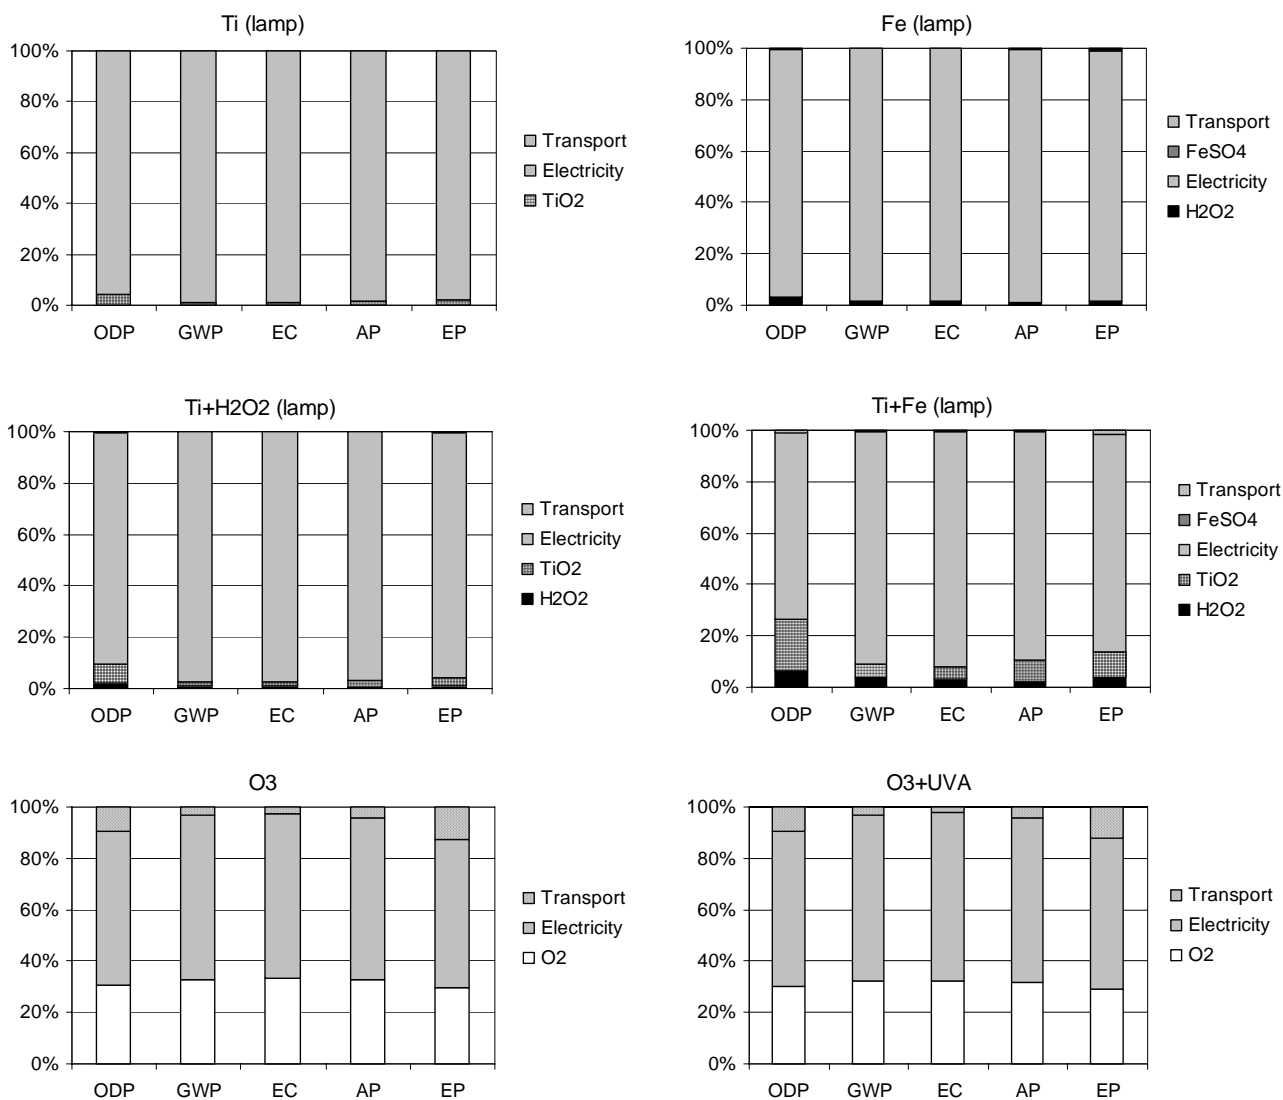 Ti (lamp)
100%
80%
60%
40%
20%
0%
ODP GWP EC AP EP
Transport
Electricity
TiO2
Fe (lamp)
100%
80%
60%
40%
20%
0%
ODP GWP EC AP EP
Transport
FeSO4
Electricity
H2O2
Ti+H2O2 (lamp)
100%
80%
60%
40%
20%
0%
ODP GWP EC AP EP
Transport
Electricity
TiO2
H2O2
Ti+Fe (lamp)
100%
80%
60%
40%
20%
0%
ODP GWP EC AP EP
Transport
FeSO4
Electricity
TiO2
H2O2
O3
100%
80%
60%
40%
20%
0%
ODP GWP EC AP EP
Transport
Electricity
O2
O3+UVA
100%
80%
60%
40%
20%
0%
ODP GWP EC AP EP
Transport
Electricity
O2